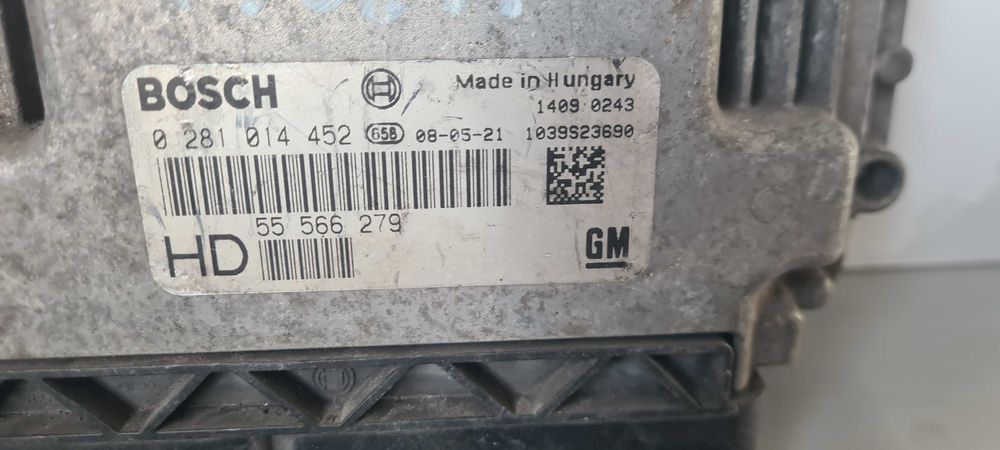 BOSCH
Made in Hungary
1409 0243
0 281 014 452 65B 08-05-21 1039S23690
55 566 279
HD
GM